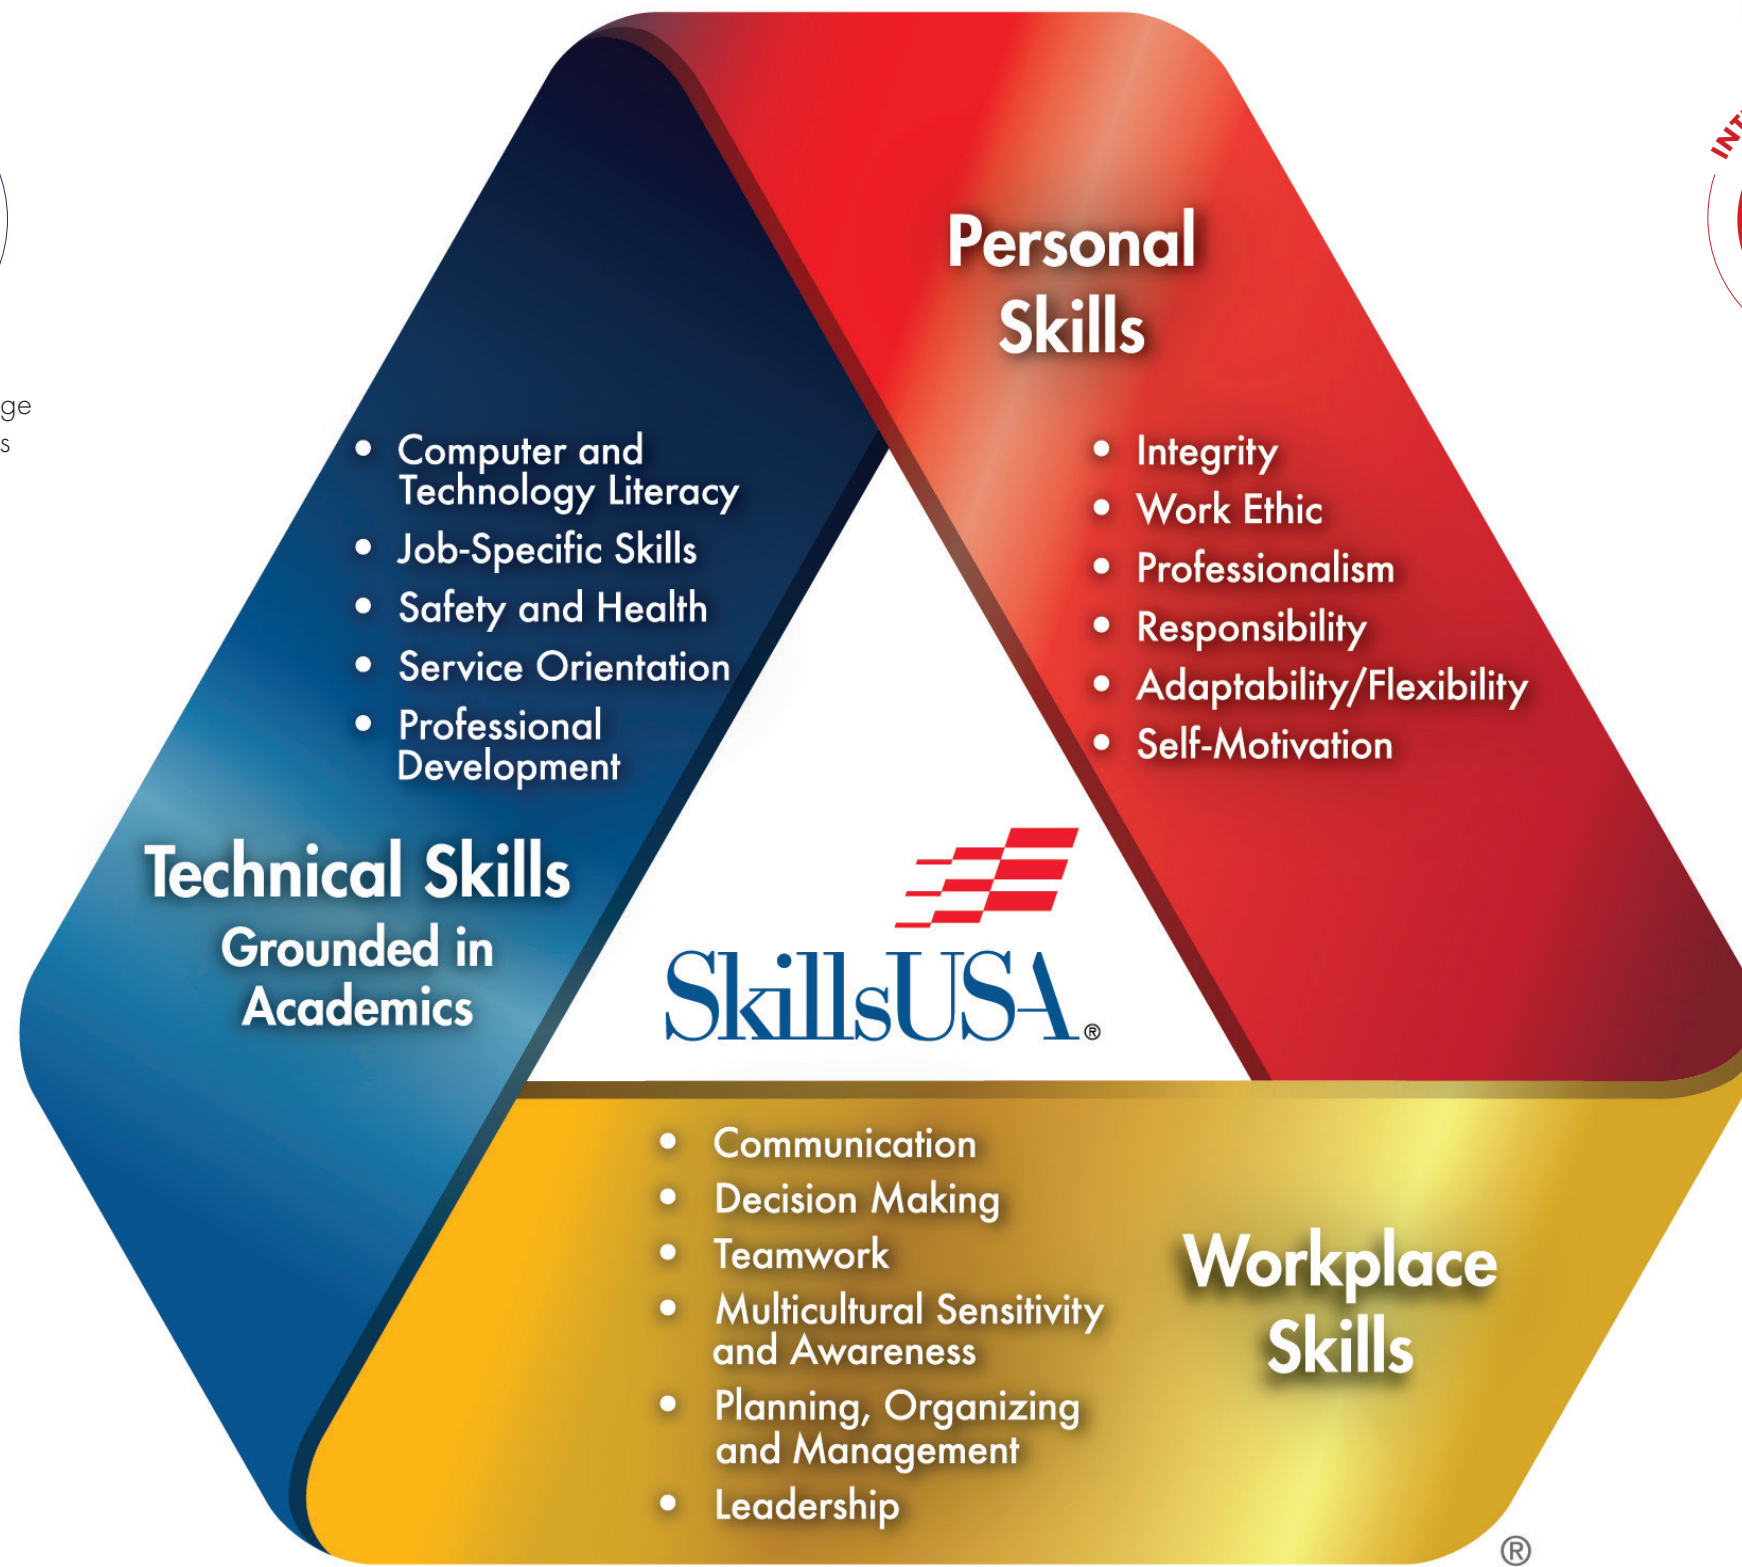 Personal
Skills
• Integrity
• Work Ethic
• Professionalism
• Responsibility
• Adaptability/Flexibility
• Self-Motivation
• Computer and
Technology Literacy
• Job-Specific Skills
• Safety and Health
• Service Orientation
• Professional
Development
Technical Skills
Grounded in
Academics
SkillsUSA®
• Communication
• Decision Making
• Teamwork
• Multicultural Sensitivity
and Awareness
• Planning, Organizing
and Management
• Leadership
Workplace
Skills
®